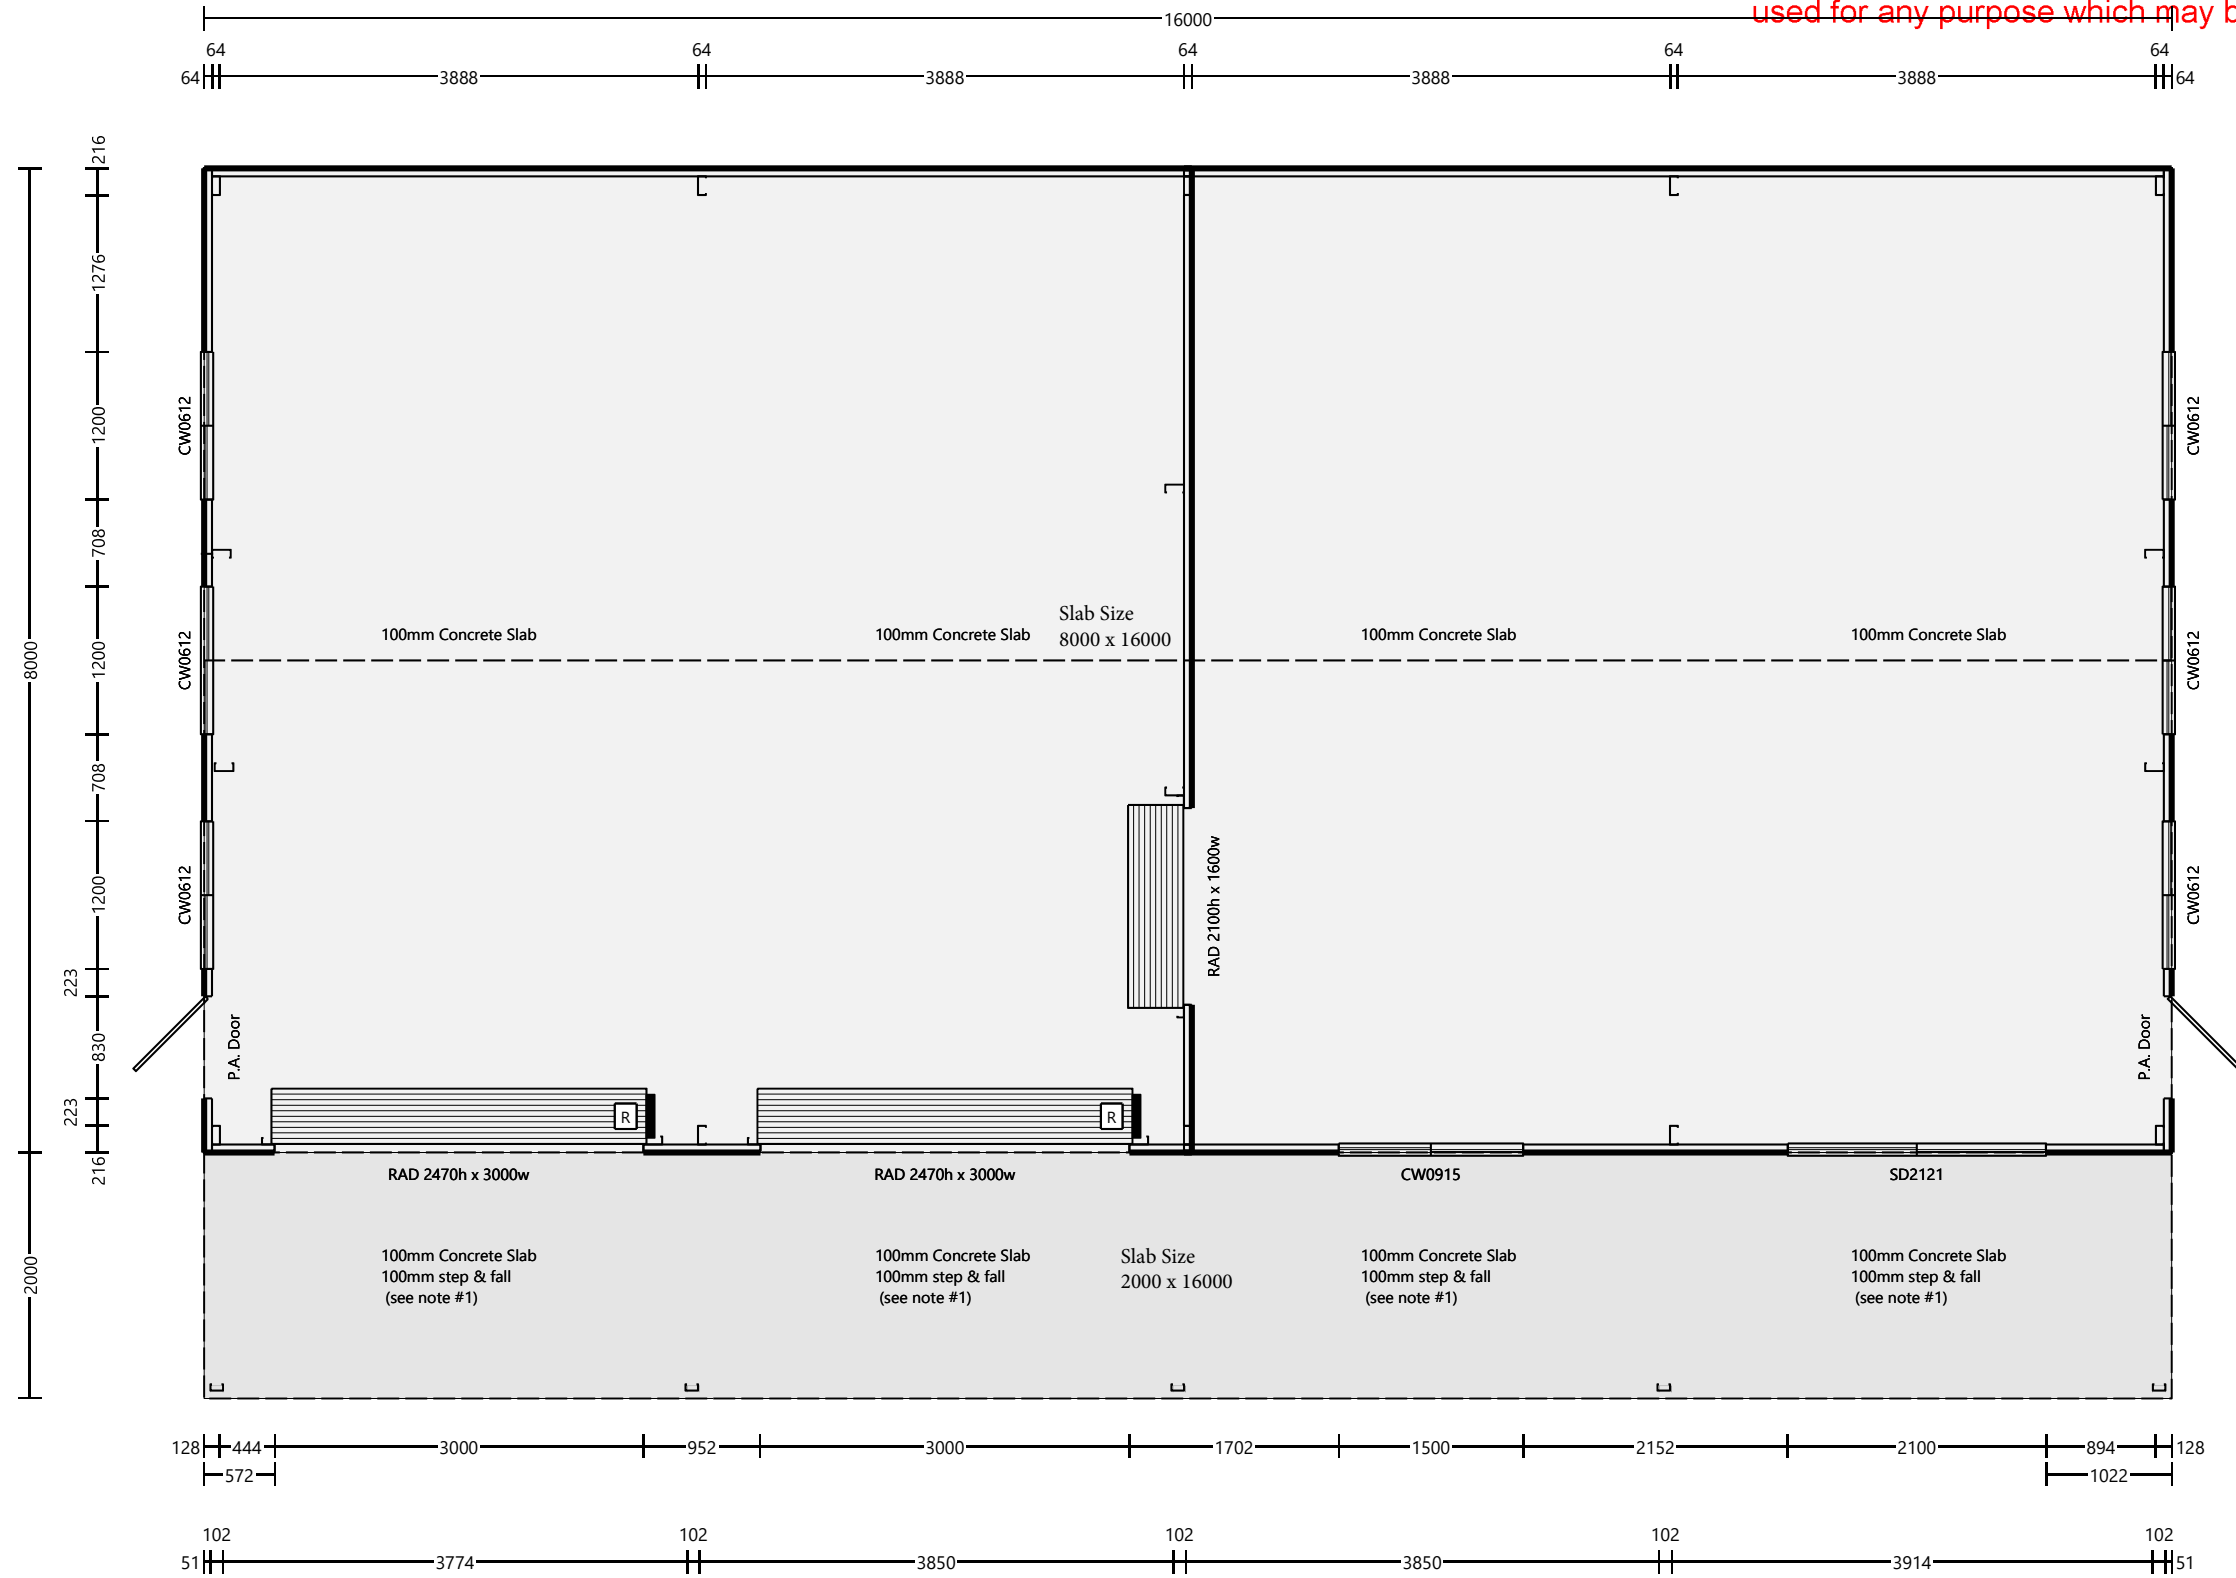 used for any purpose which may b
16000
64 64 64 64 64
64 3888 3888 3888 3888 64
216
1276
1200
708
1200
708
1200
223
830
223
216
8000
2000
CW0612
CW0612
CW0612
CW0612
CW0612
CW0612
Slab Size
8000 x 16000
100mm Concrete Slab
100mm Concrete Slab
100mm Concrete Slab
100mm Concrete Slab
RAD 2100h x 1600w
P.A. Door
P.A. Door
R
R
RAD 2470h x 3000w
RAD 2470h x 3000w
CW0915
SD2121
100mm Concrete Slab
100mm step & fall
(see note #1)
100mm Concrete Slab
100mm step & fall
(see note #1)
Slab Size
2000 x 16000
100mm Concrete Slab
100mm step & fall
(see note #1)
100mm Concrete Slab
100mm step & fall
(see note #1)
128 444 3000 952 3000 1702 1500 2152 2100 894 128
572 1022
102 102 102 102 102
51 3774 3850 3850 3914 51